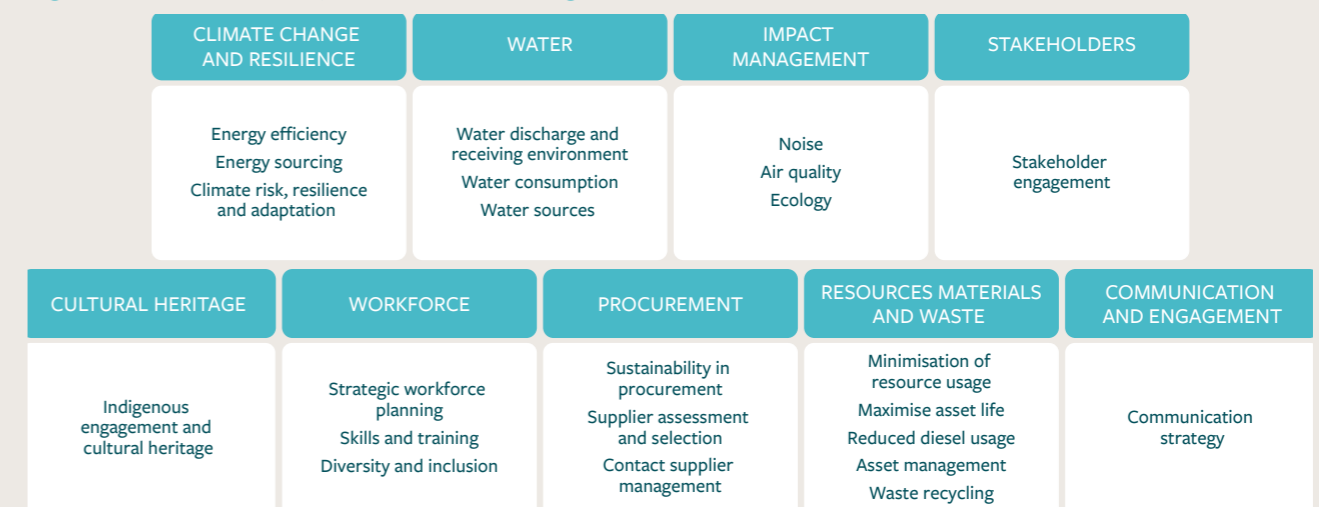 CLIMATE CHANGE
AND RESILIENCE
WATER
IMPACT
MANAGEMENT
STAKEHOLDERS
Energy efficiency
Energy sourcing
Climate risk, resilience
and adaptation
Water discharge and
receiving environment
Water consumption
Water sources
Noise
Air quality
Ecology
Stakeholder
engagement
CULTURAL HERITAGE
WORKFORCE
PROCUREMENT
RESOURCES MATERIALS
AND WASTE
COMMUNICATION
AND ENGAGEMENT
Indigenous
engagement and
cultural heritage
Strategic workforce
planning
Skills and training
Diversity and inclusion
Sustainability in
procurement
Supplier assessment
and selection
Contact supplier
management
Minimisation of
resource usage
Maximise asset life
Reduced diesel usage
Asset management
Waste recycling
Communication
strategy